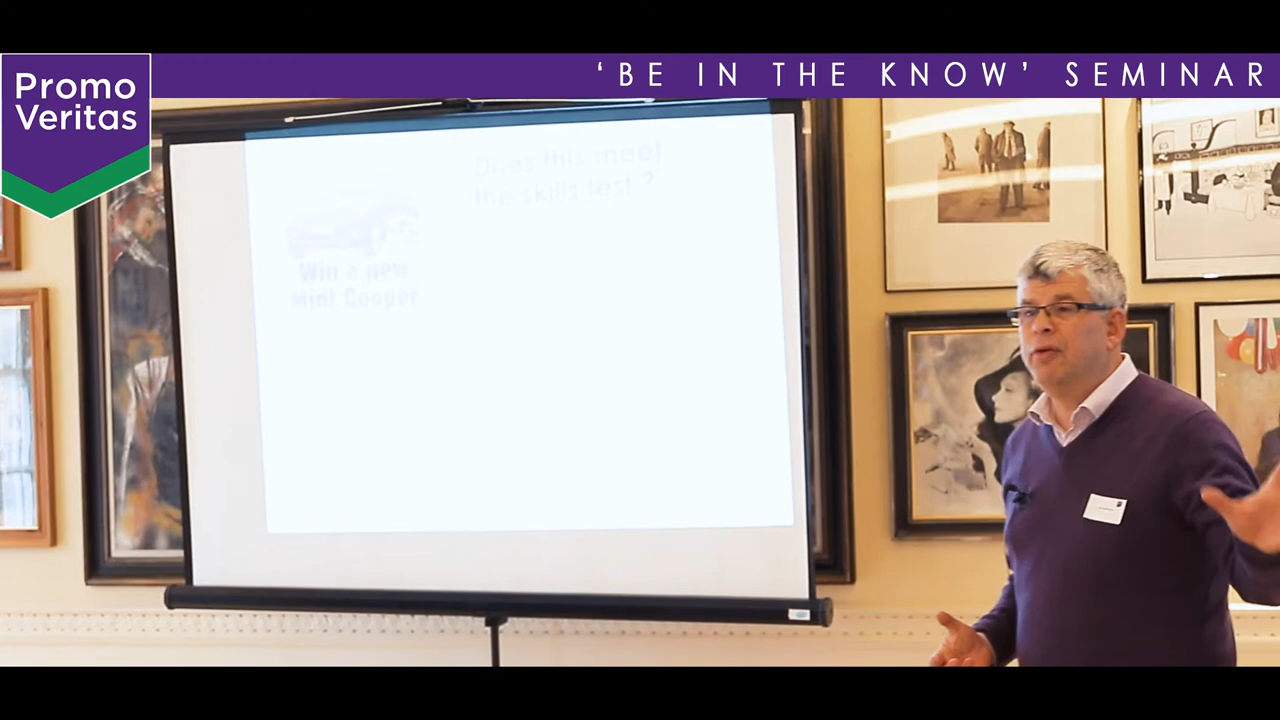 Promo
Veritas
‘BE IN THE KNOW’ SEMINAR
Does this meet
the skills test ?
Win a new
Mini Cooper